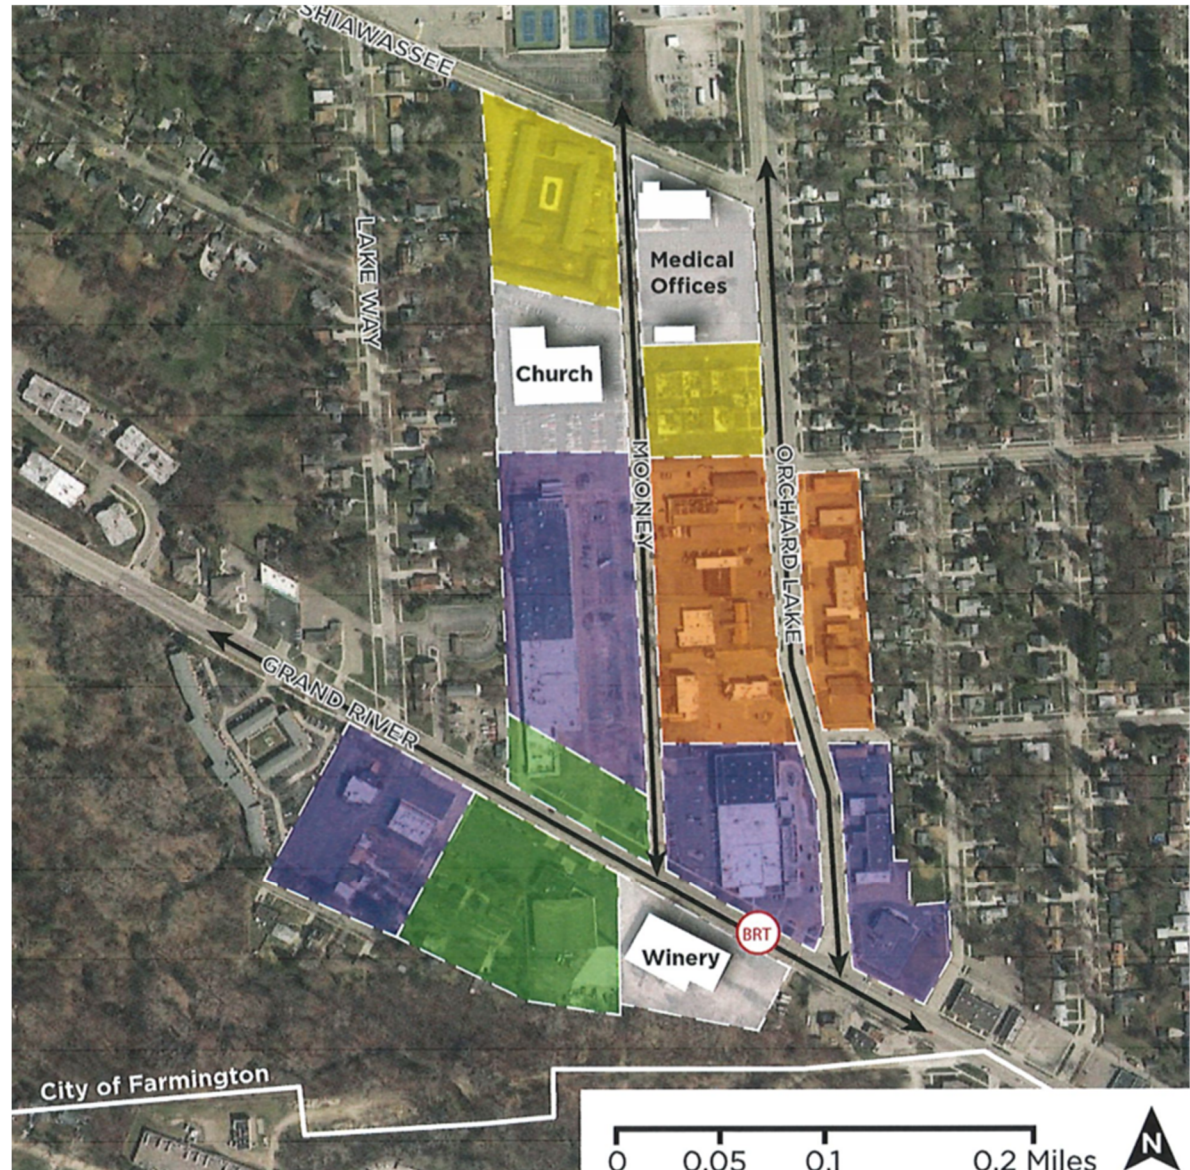 SHIAWASSEE
LAKE WAY
Medical
Offices
Church
MOONEY
ORCHARD LAKE
GRAND RIVER
BRT
Winery
City of Farmington
N
0 0.05 0.1 0.2 Miles